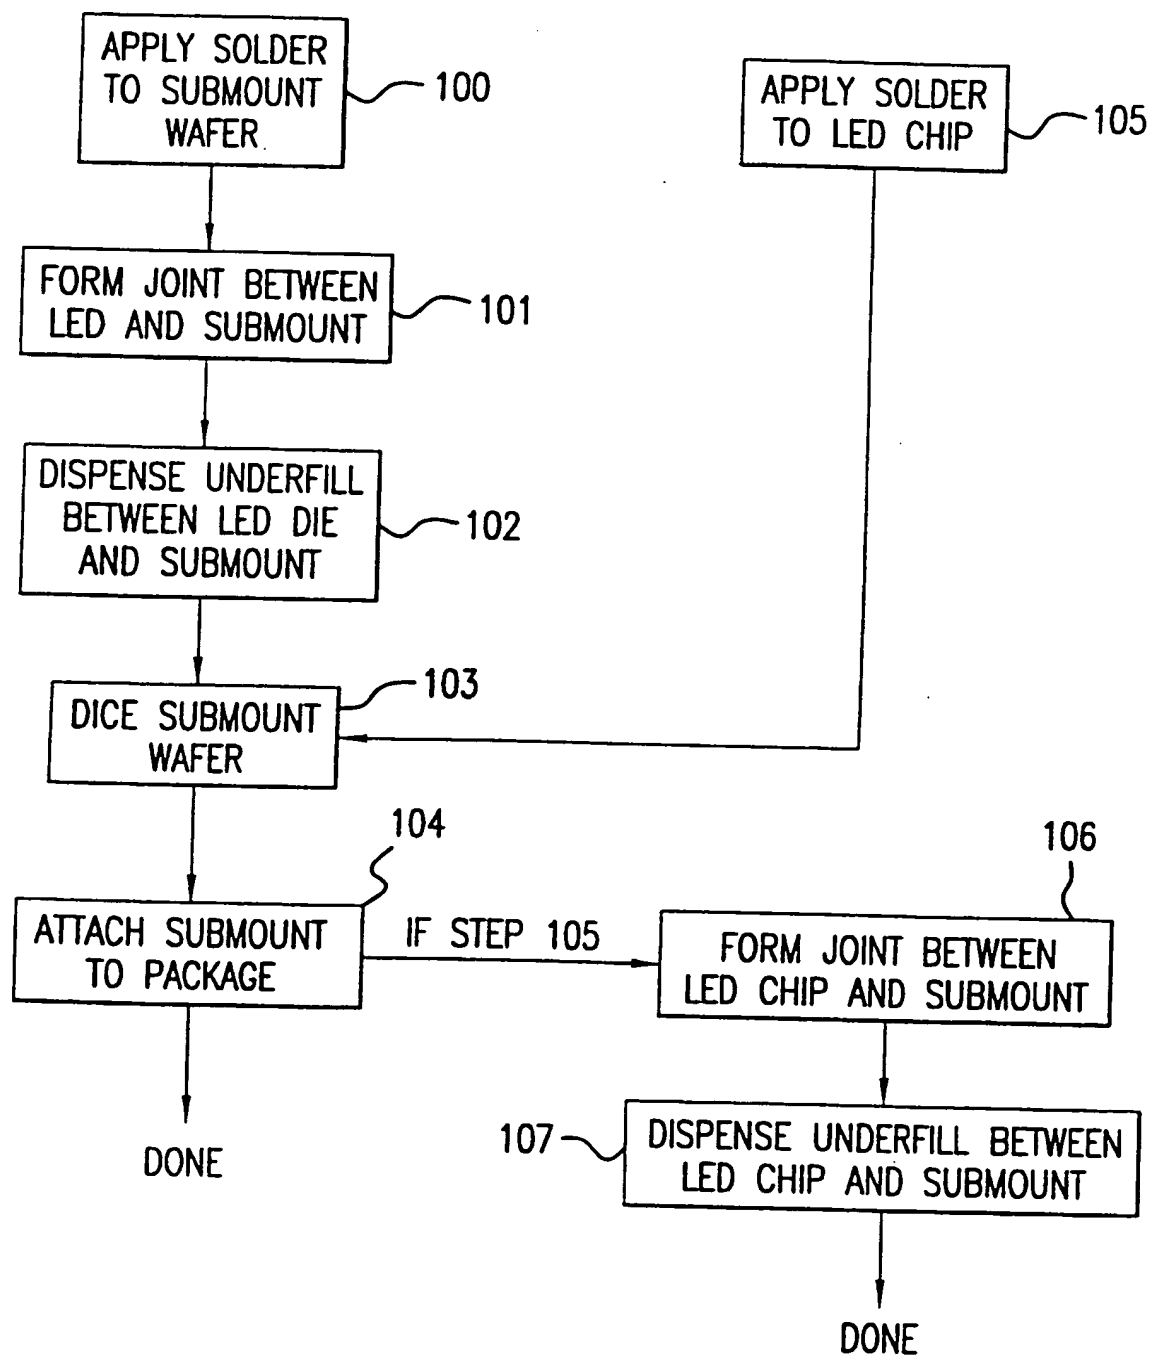 APPLY SOLDER
TO SUBMOUNT
WAFER
100
APPLY SOLDER
TO LED CHIP
105
FORM JOINT BETWEEN
LED AND SUBMOUNT
101
DISPENSE UNDERFILL
BETWEEN LED DIE
AND SUBMOUNT
102
DICE SUBMOUNT
WAFER
103
ATTACH SUBMOUNT
TO PACKAGE
104
IF STEP 105
FORM JOINT BETWEEN
LED CHIP AND SUBMOUNT
106
DISPENSE UNDERFILL BETWEEN
LED CHIP AND SUBMOUNT
107
DONE
DONE